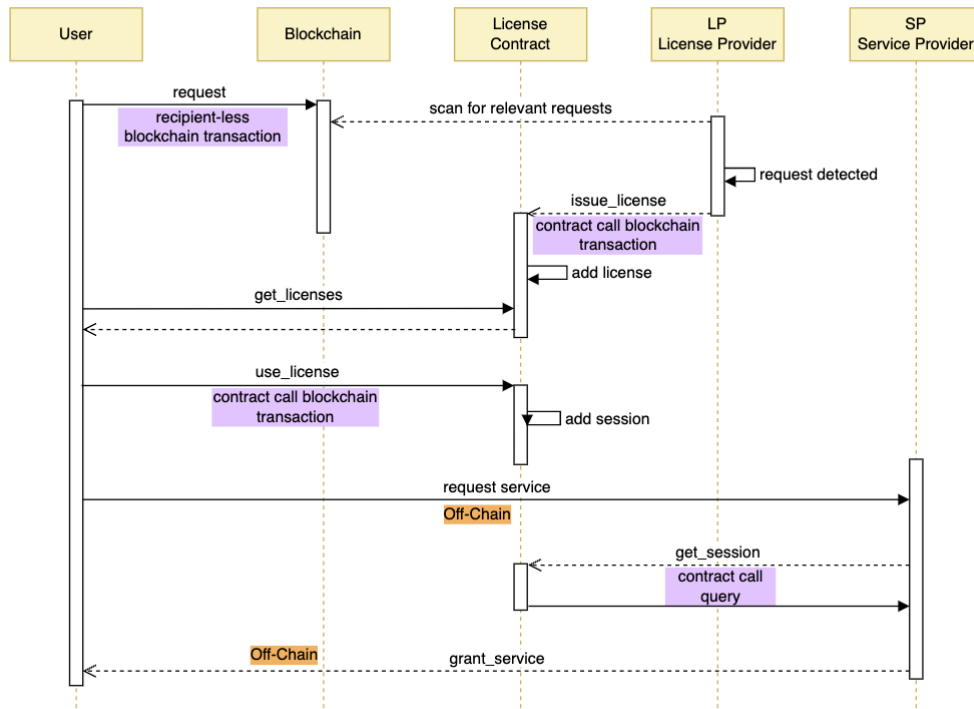 User
Blockchain
License
Contract
LP
License Provider
SP
Service Provider
request
recipient-less
blockchain transaction
scan for relevant requests
request detected
issue_license
contract call blockchain
transaction
add license
get_licenses
use_license
contract call blockchain
transaction
add session
request service
Off-Chain
get_session
contract call
query
Off-Chain
grant_service